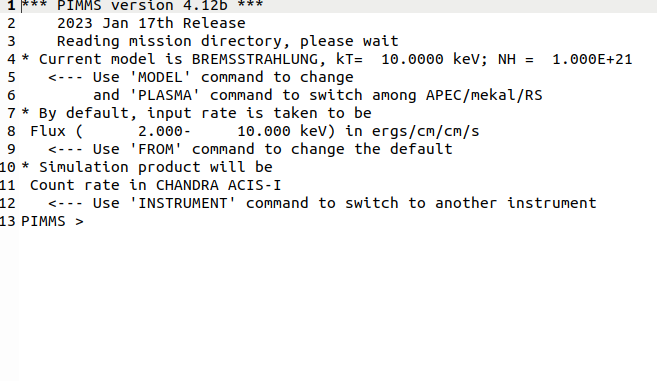 1 *** PIMMS version 4.12b ***
2     2023 Jan 17th Release
3     Reading mission directory, please wait
4 * Current model is BREMSSTRAHLUNG, kT=  10.0000 keV; NH =  1.000E+21
5    <--- Use 'MODEL' command to change
6         and 'PLASMA' command to switch among APEC/mekal/RS
7 * By default, input rate is taken to be
8  Flux (      2.000-     10.000 keV) in ergs/cm/cm/s
9    <--- Use 'FROM' command to change the default
10 * Simulation product will be
11  Count rate in CHANDRA ACIS-I
12    <--- Use 'INSTRUMENT' command to switch to another instrument
13 PIMMS >